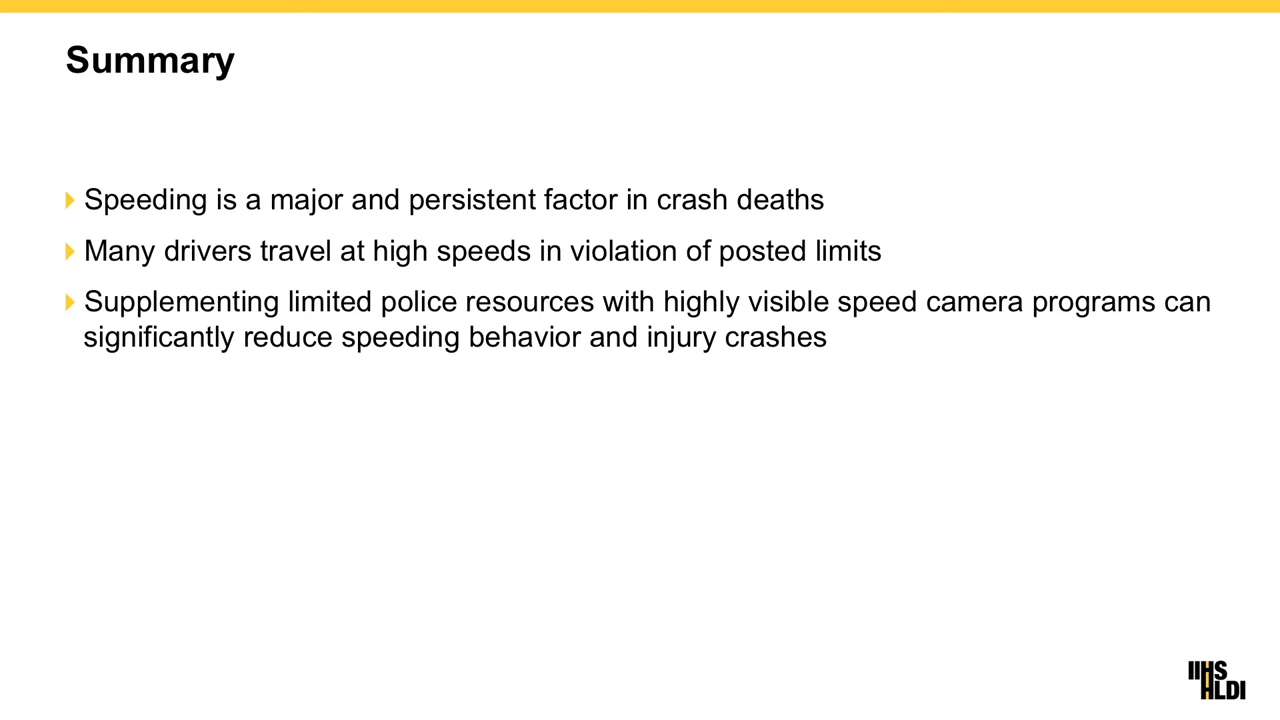 Summary
Speeding is a major and persistent factor in crash deaths
Many drivers travel at high speeds in violation of posted limits
Supplementing limited police resources with highly visible speed camera programs can
significantly reduce speeding behavior and injury crashes
IIHS
HLDI